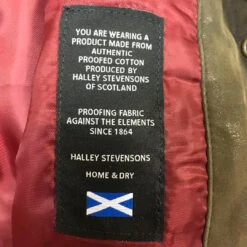 YOU ARE WEARING A
PRODUCT MADE FROM
AUTHENTIC
PROOFED COTTON
PRODUCED BY
HALLEY STEVENSONS
OF SCOTLAND
PROOFING FABRIC
AGAINST THE ELEMENTS
SINCE 1864
HALLEY STEVENSONS
HOME & DRY